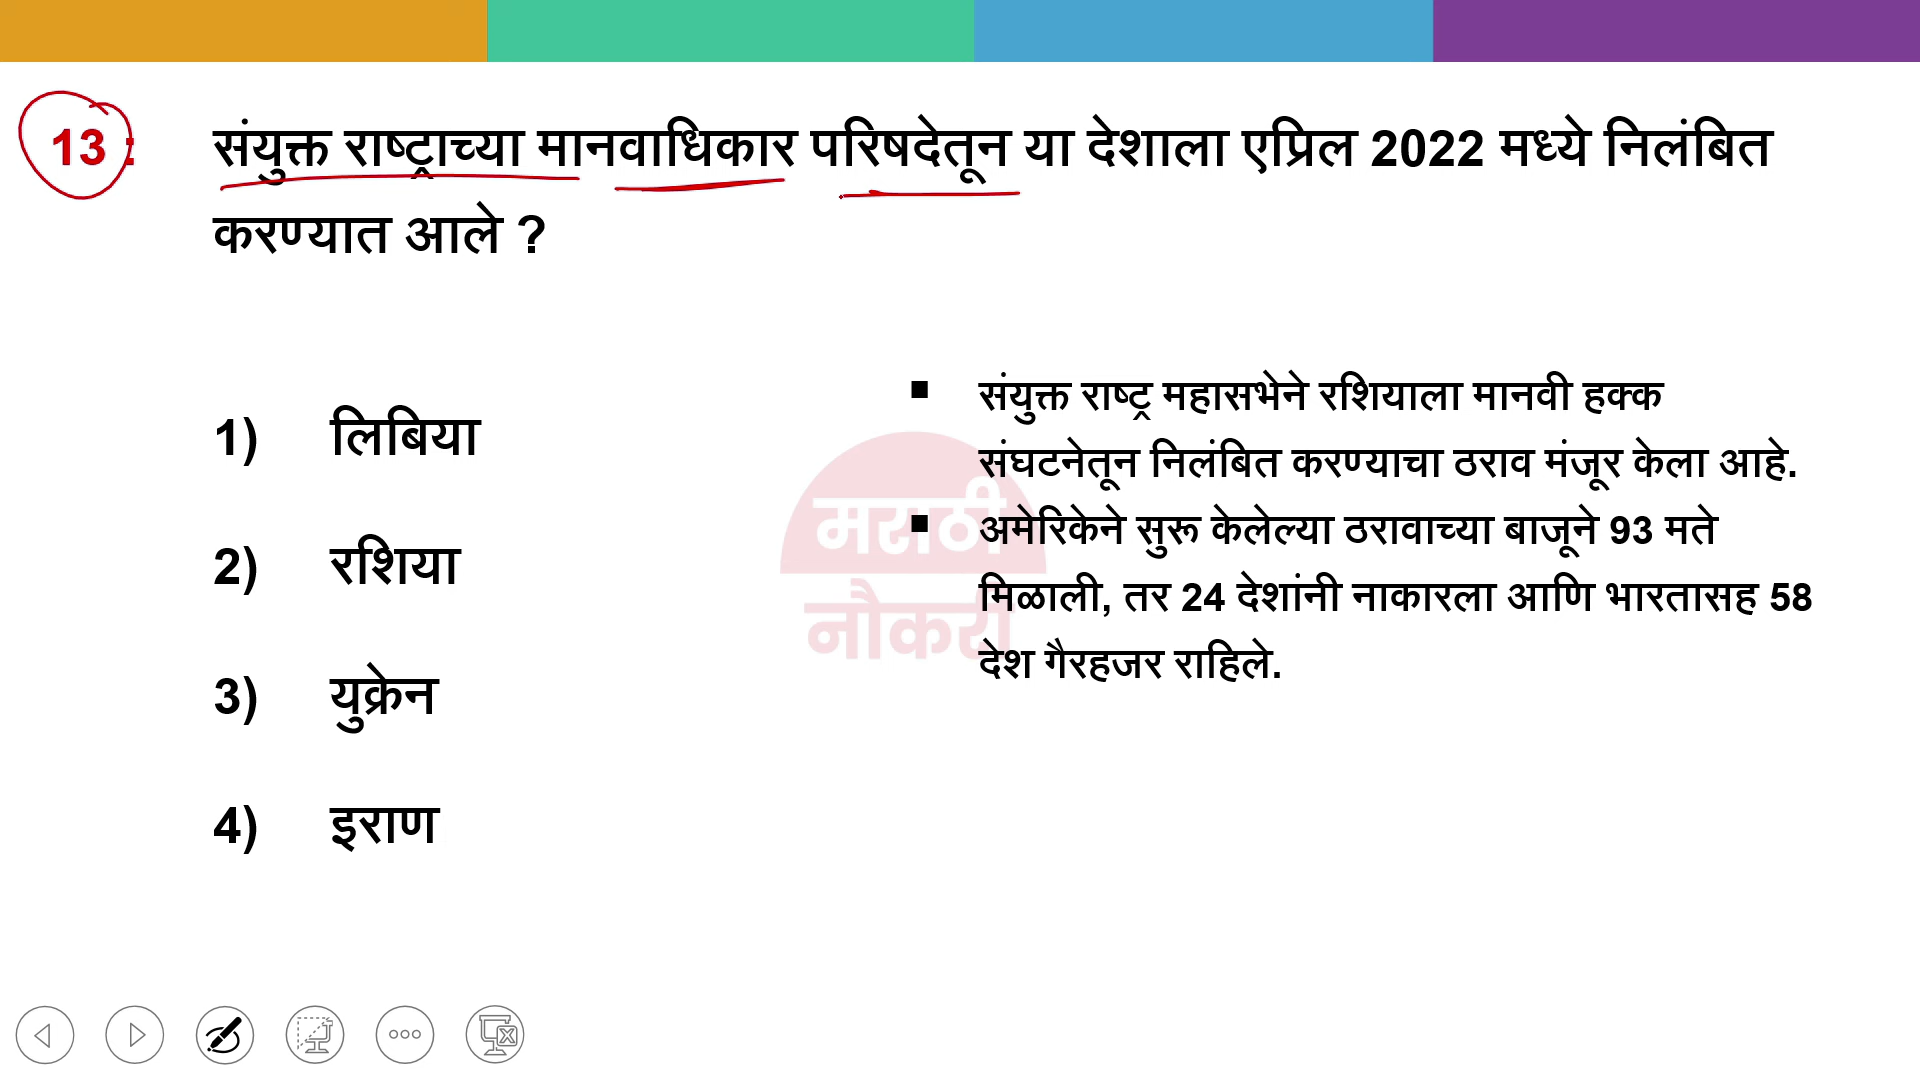 13 :
संयुक्त राष्ट्राच्या मानवाधिकार परिषदेतून या देशाला एप्रिल 2022 मध्ये निलंबित
करण्यात आले ?
1) लिबिया
2) रशिया
3) युक्रेन
4) इराण
▪ संयुक्त राष्ट्र महासभेने रशियाला मानवी हक्क
संघटनेतून निलंबित करण्याचा ठराव मंजूर केला आहे.
▪ अमेरिकेने सुरू केलेल्या ठरावाच्या बाजूने 93 मते
मिळाली, तर 24 देशांनी नाकारला आणि भारतासह 58
देश गैरहजर राहिले.
मराठी
नौकरी